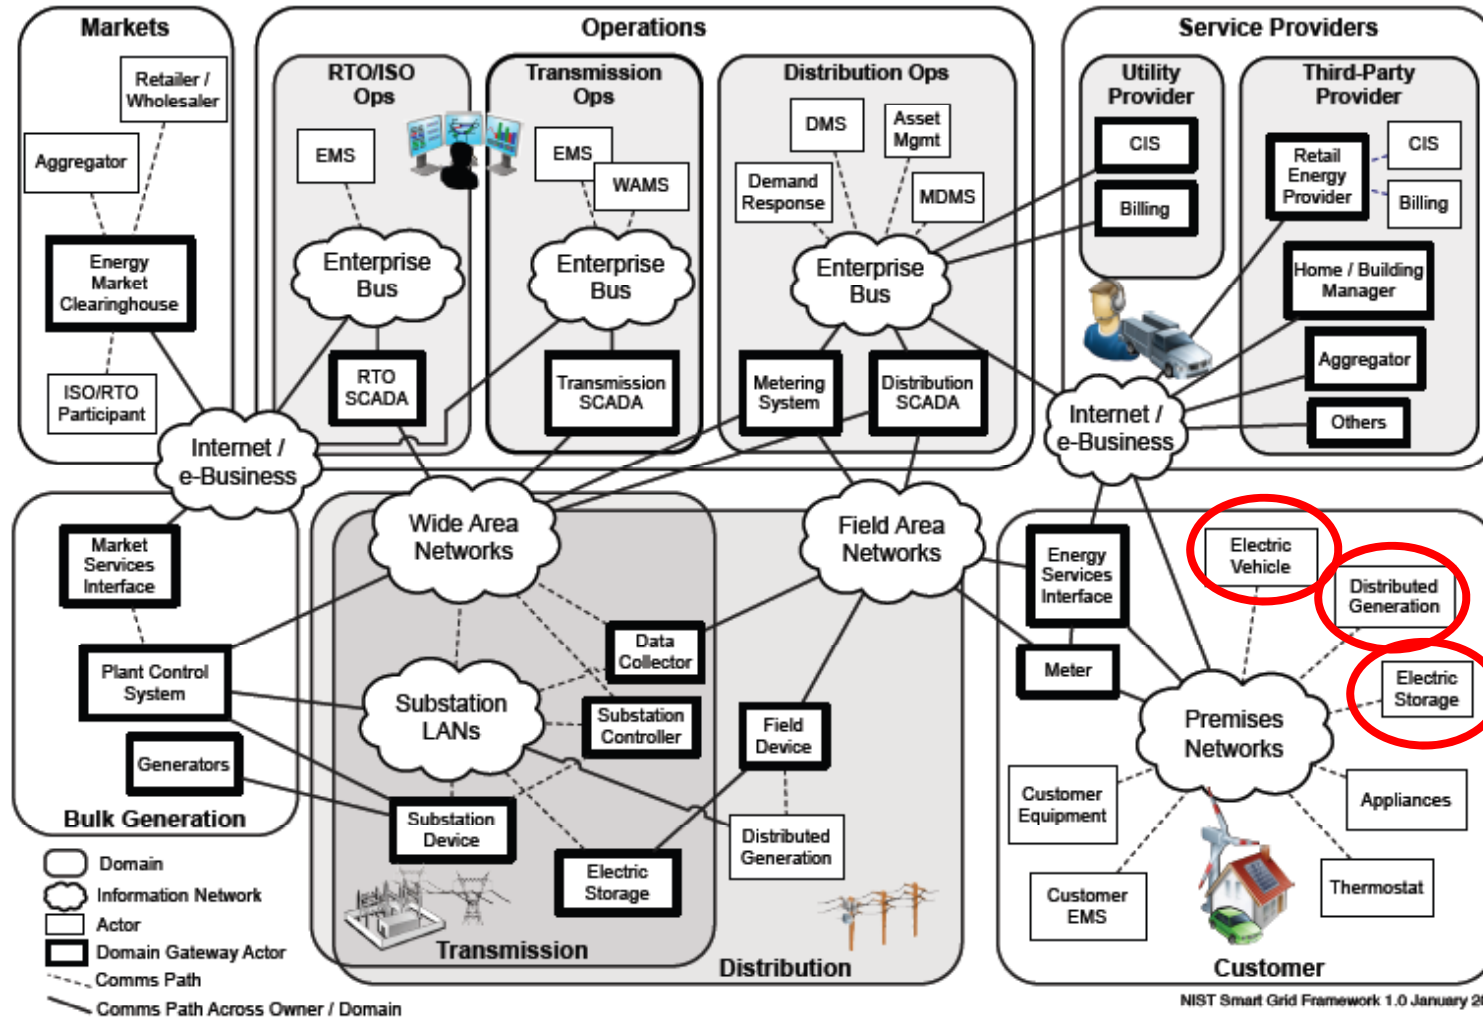 Markets
Retailer /
Wholesaler
Aggregator
Energy
Market
Clearinghouse
ISO/RTO
Participant
Operations
RTO/ISO
Ops
EMS
Enterprise
Bus
RTO
SCADA
Transmission
Ops
EMS
WAMS
Enterprise
Bus
Transmission
SCADA
Distribution Ops
DMS
Asset
Mgmt
Demand
Response
MDMS
Enterprise
Bus
Metering
System
Distribution
SCADA
Service Providers
Utility
Provider
CIS
Billing
Third-Party
Provider
Retail
Energy
Provider
CIS
Billing
Home / Building
Manager
Aggregator
Others
Internet /
e-Business
Internet /
e-Business
Market
Services
Interface
Plant Control
System
Generators
Bulk Generation
Wide Area
Networks
Substation
LANs
Data
Collector
Substation
Controller
Substation
Device
Electric
Storage
Transmission
Field Area
Networks
Field
Device
Distributed
Generation
Distribution
Energy
Services
Interface
Meter
Electric
Vehicle
Distributed
Generation
Electric
Storage
Premises
Networks
Customer
Equipment
Appliances
Customer
EMS
Thermostat
Customer
Domain
Information Network
Actor
Domain Gateway Actor
Comms Path
Comms Path Across Owner / Domain
NIST Smart Grid Framework 1.0 January 20